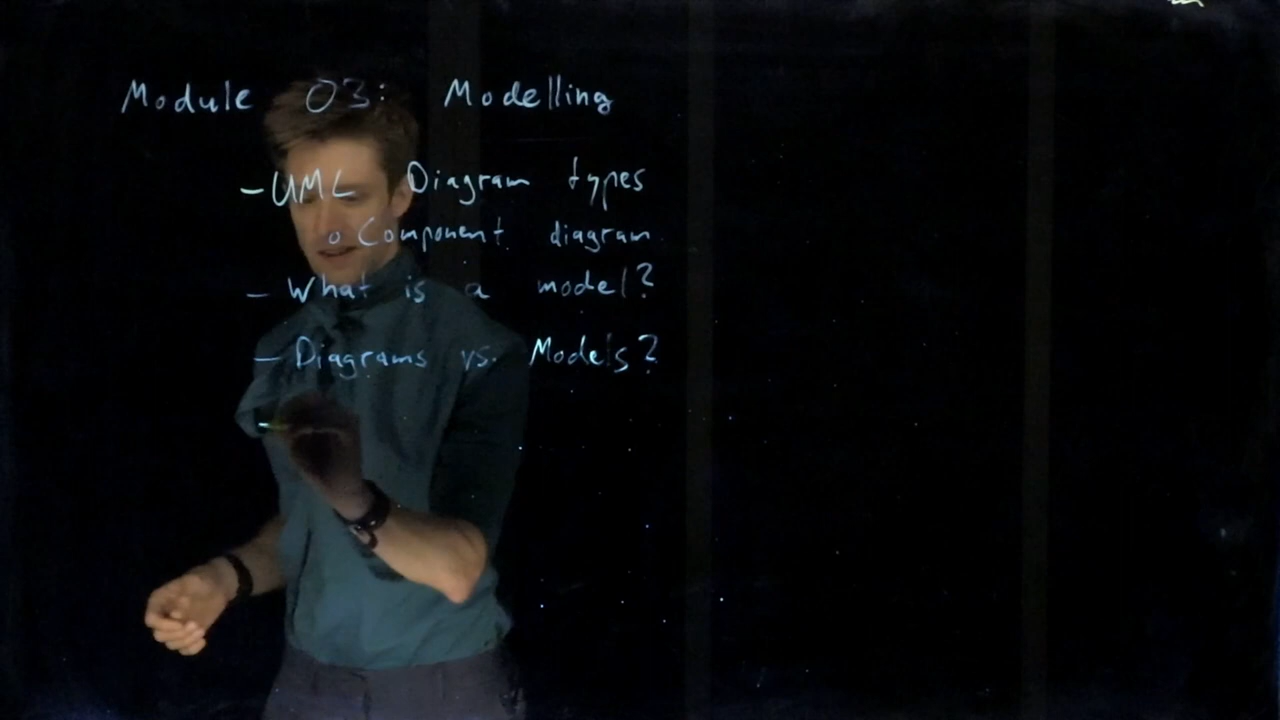 Module 03: Modelling
- UML Diagram types
o Component diagram
- What is a model?
- Diagrams vs. Models?
-